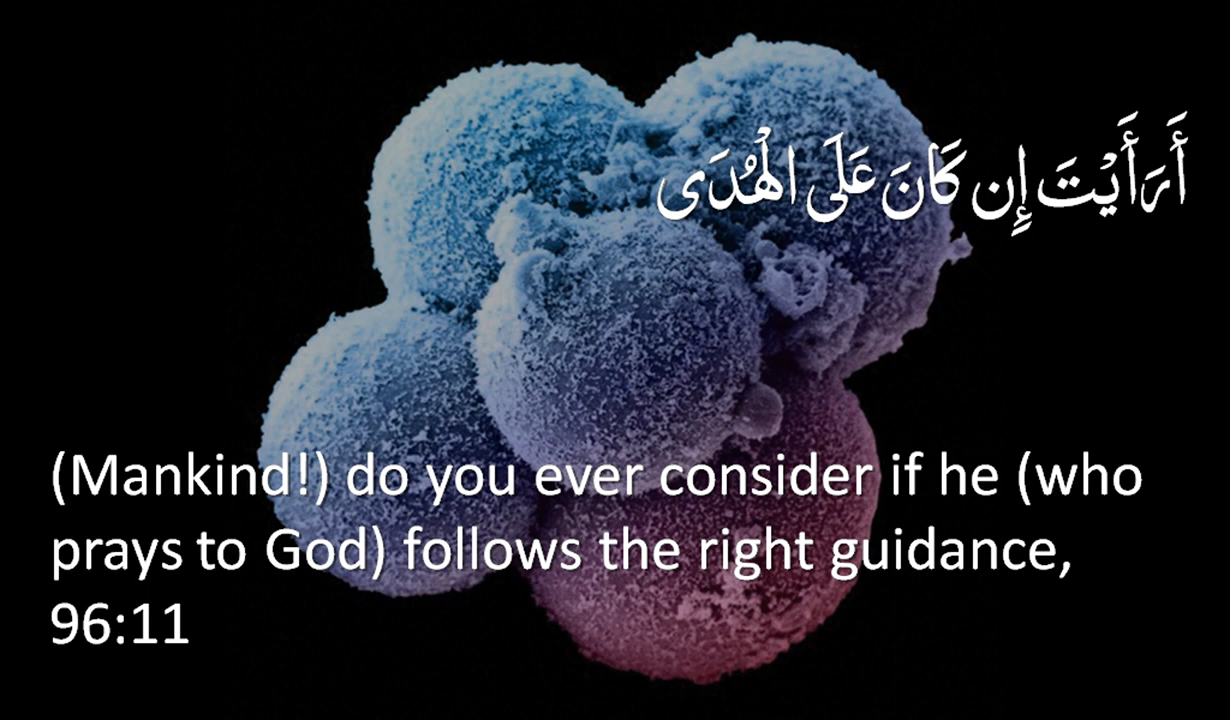 أَرَأَيْتَ إِن كَانَ عَلَى الْهُدَى
(Mankind!) do you ever consider if he (who
prays to God) follows the right guidance,
96:11